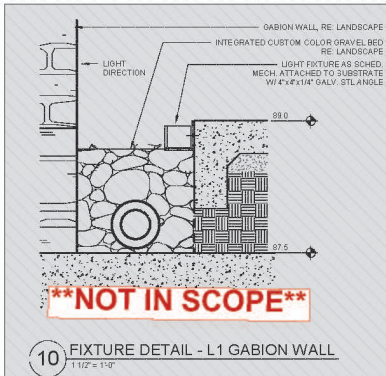 GABION WALL, RE: LANDSCAPE
INTEGRATED CUSTOM COLOR GRAVEL BED
RE: LANDSCAPE
LIGHT
DIRECTION
LIGHT FIXTURE AS SCHED.
MECH. ATTACHED TO SUBSTRATE
W/ 4"x4"x1/4" GALV. STL ANGLE
89.0
87.5
**NOT IN SCOPE**
10
FIXTURE DETAIL - L1 GABION WALL
1 1/2" = 1'-0"